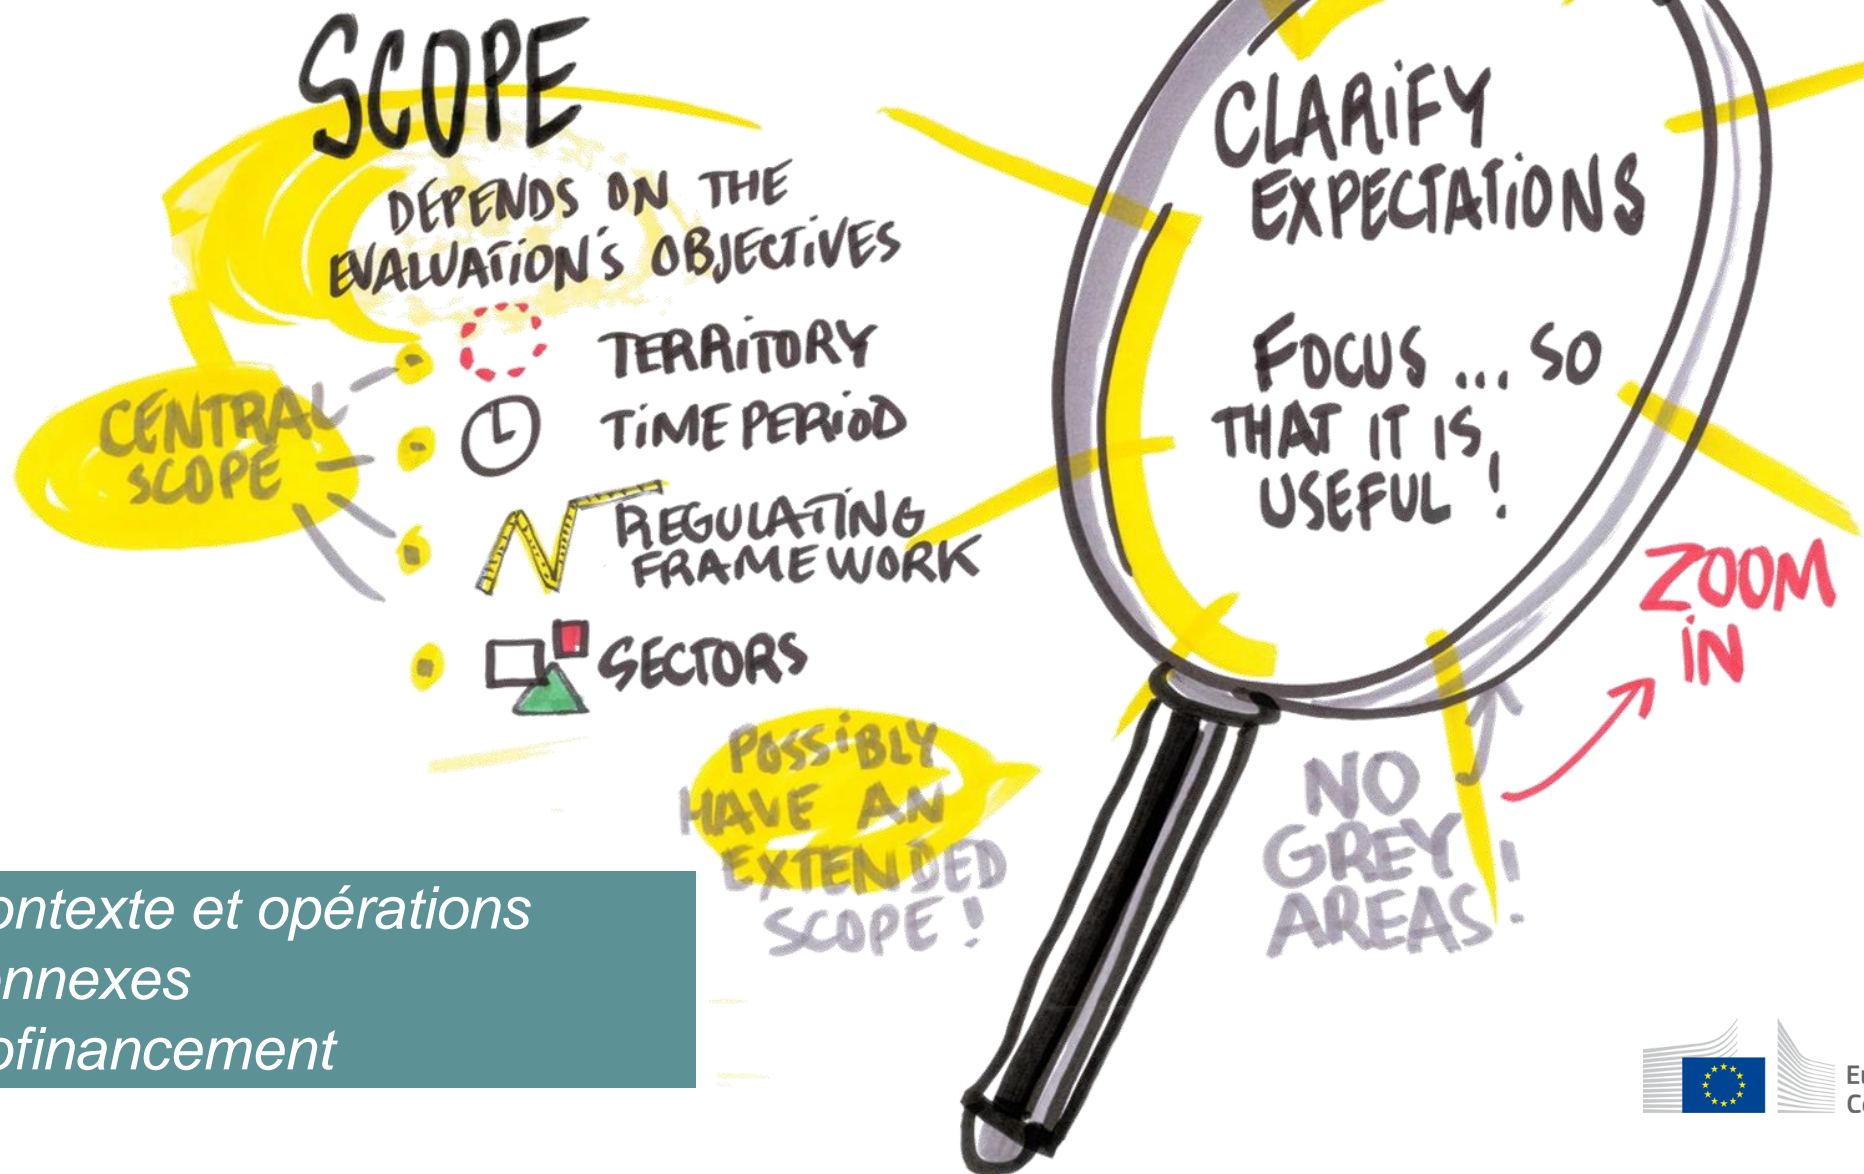 SCOPE
DEPENDS ON THE
EVALUATION'S OBJECTIVES
TERRITORY
TIME PERIOD
REGULATING
FRAMEWORK
SECTORS
CENTRAL
SCOPE
POSSIBLY
HAVE AN
EXTENDED
SCOPE !
CLARIFY
EXPECTATIONS
FOCUS ... SO
THAT IT IS
USEFUL !
ZOOM
IN
NO
GREY
AREAS !
ontexte et opérations
nnexes
ofinancement